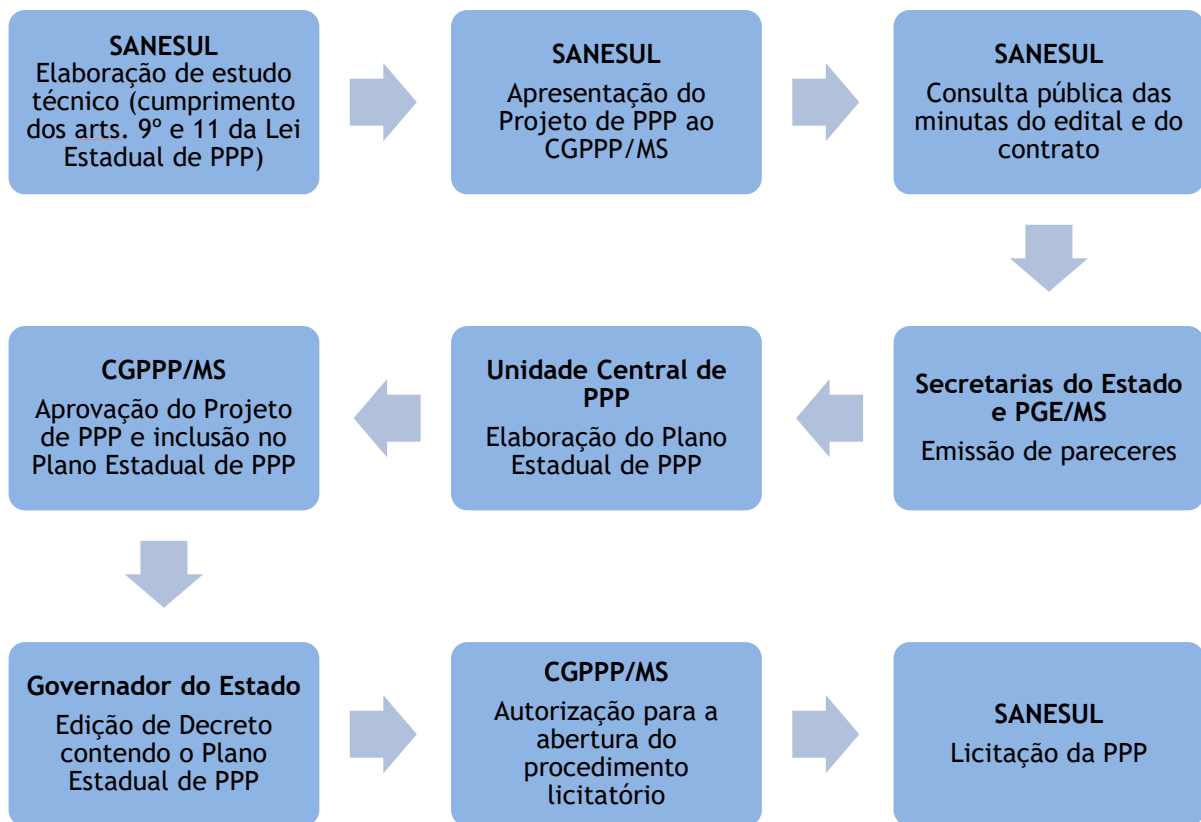 SANESUL
Elaboração de estudo
técnico (cumprimento
dos arts. 9º e 11 da Lei
Estadual de PPP)
SANESUL
Apresentação do
Projeto de PPP ao
CGPPP/MS
SANESUL
Consulta pública das
minutas do edital e do
contrato
Secretarias do Estado
e PGE/MS
Emissão de pareceres
Unidade Central de
PPP
Elaboração do Plano
Estadual de PPP
CGPPP/MS
Aprovação do Projeto
de PPP e inclusão no
Plano Estadual de PPP
Governador do Estado
Edição de Decreto
contendo o Plano
Estadual de PPP
CGPPP/MS
Autorização para a
abertura do
procedimento
licitatório
SANESUL
Licitação da PPP